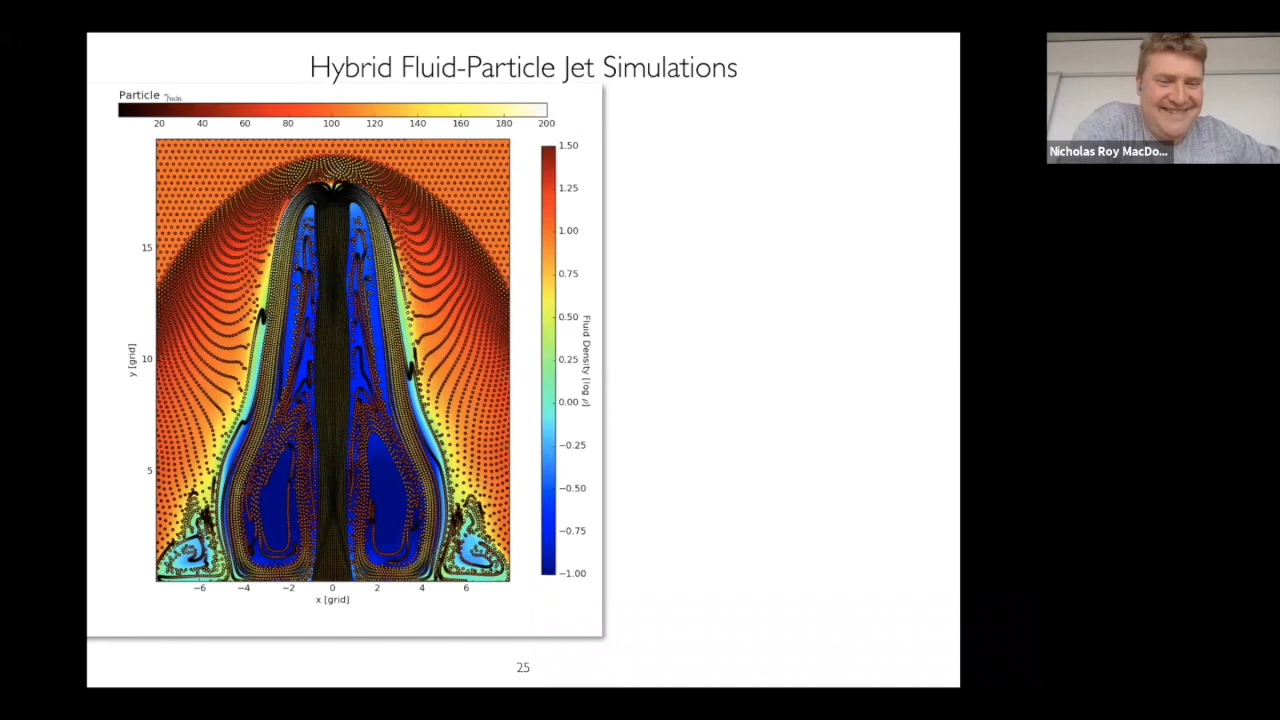 Hybrid Fluid-Particle Jet Simulations
Nicholas Roy MacDo...
Particle γmin
20 40 60 80 100 120 140 160 180 200
1.50
1.25
1.00
0.75
0.50
0.25
0.00
−0.25
−0.50
−0.75
−1.00
Fluid Density [log ρ]
15
10
5
y [grid]
−6 −4 −2 0 2 4 6
x [grid]
25